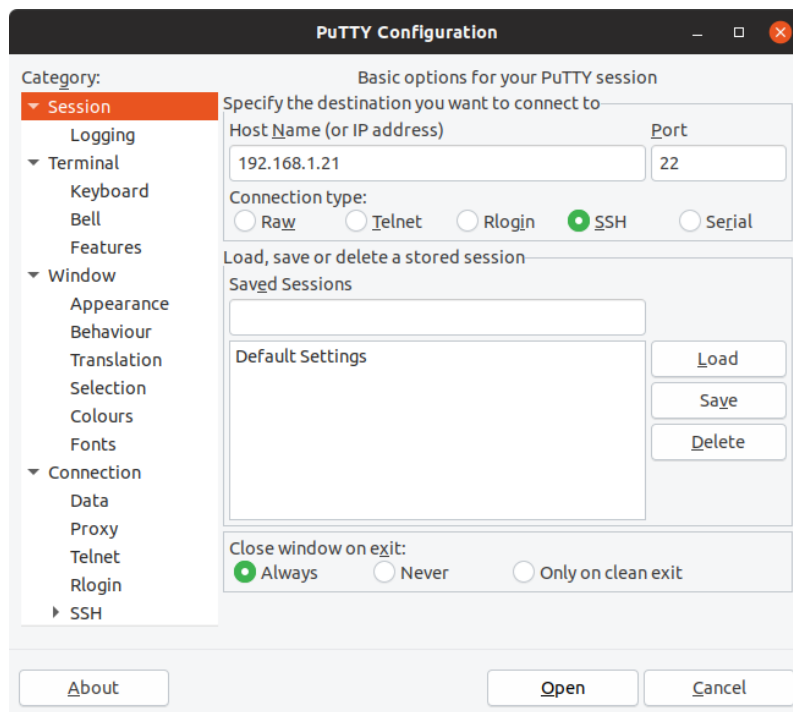 PuTTY Configuration
Category:
Session
Logging
Terminal
Keyboard
Bell
Features
Window
Appearance
Behaviour
Translation
Selection
Colours
Fonts
Connection
Data
Proxy
Telnet
Rlogin
SSH
Basic options for your PuTTY session
Specify the destination you want to connect to
Host Name (or IP address) Port
192.168.1.21 22
Connection type:
Raw Telnet Rlogin SSH Serial
Load, save or delete a stored session
Saved Sessions
Default Settings
Load
Save
Delete
Close window on exit:
Always Never Only on clean exit
About Open Cancel